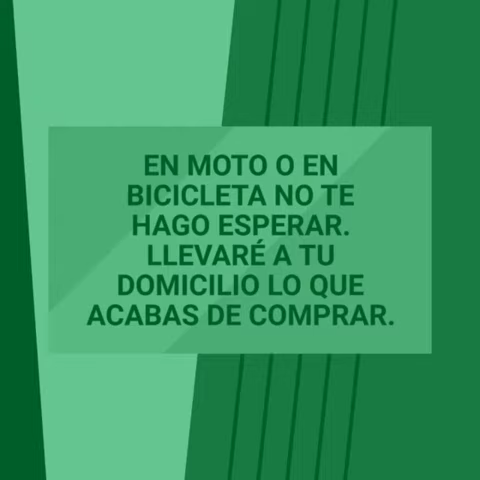 EN MOTO O EN
BICICLETA NO TE
HAGO ESPERAR.
LLEVARÉ A TU
DOMICILIO LO QUE
ACABAS DE COMPRAR.